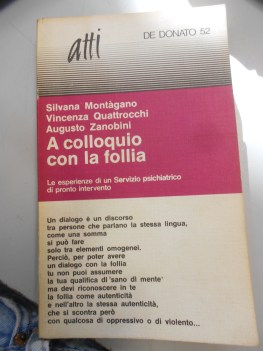 atti
DE DONATO 52
Silvana Montàgano
Vincenza Quattrocchi
Augusto Zanobini
A colloquio
con la follia
Le esperienze di un Servizio psichiatrico
di pronto intervento
Un dialogo è un discorso
tra persone che parlano la stessa lingua,
come una somma
si può fare
solo tra elementi omogenei.
Perciò, per poter avere
un dialogo con la follia
tu non puoi assumere
la tua qualifica di 'sano di mente'
ma devi riconoscere in te
la follia come autenticità
e nell'altro la stessa autenticità,
che si scontra però
con qualcosa di oppressivo o di violento...